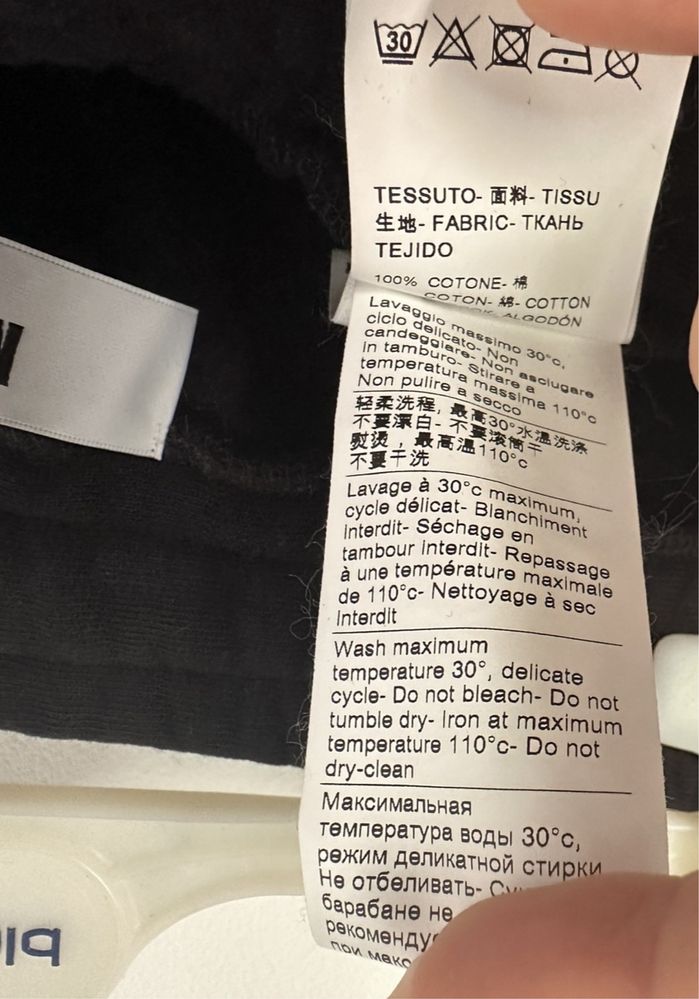 30
TESSUTO- 面料- TISSU
生地- FABRIC- ТКАНЬ
TEJIDO
100% COTONE- 棉
COTON- 綿- COTTON
ALGODÓN
Lavaggio massimo 30°c,
ciclo delicato- Non
candeggiare- Non asciugare
in tamburo- Stirare a
temperatura massima 110°c
Non pulire a secco
轻柔洗程, 最高30°水温洗涤
不要漂白- 不要滚筒干
熨烫, 最高温110°c
不要干洗
Lavage à 30°c maximum,
cycle délicat- Blanchiment
interdit- Séchage en
tambour interdit- Repassage
à une température maximale
de 110°c- Nettoyage à sec
interdit
Wash maximum
temperature 30°, delicate
cycle- Do not bleach- Do not
tumble dry- Iron at maximum
temperature 110°c- Do not
dry-clean
Максимальная
температура воды 30°c,
режим деликатной стирки
Не отбеливать-
барабане не
при